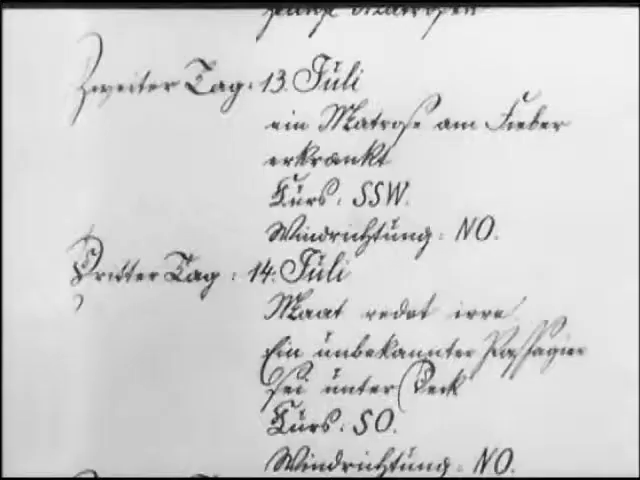 Zweiter Tag: 13. Juli
ein Matrose am Fieber
erkrankt
Kurs: SSW.
Windrichtung: NO.
Dritter Tag: 14. Juli
Maat redet irre
Ein unbekannter Passagier
sei unter Deck
Kurs: SO.
Windrichtung: NO.